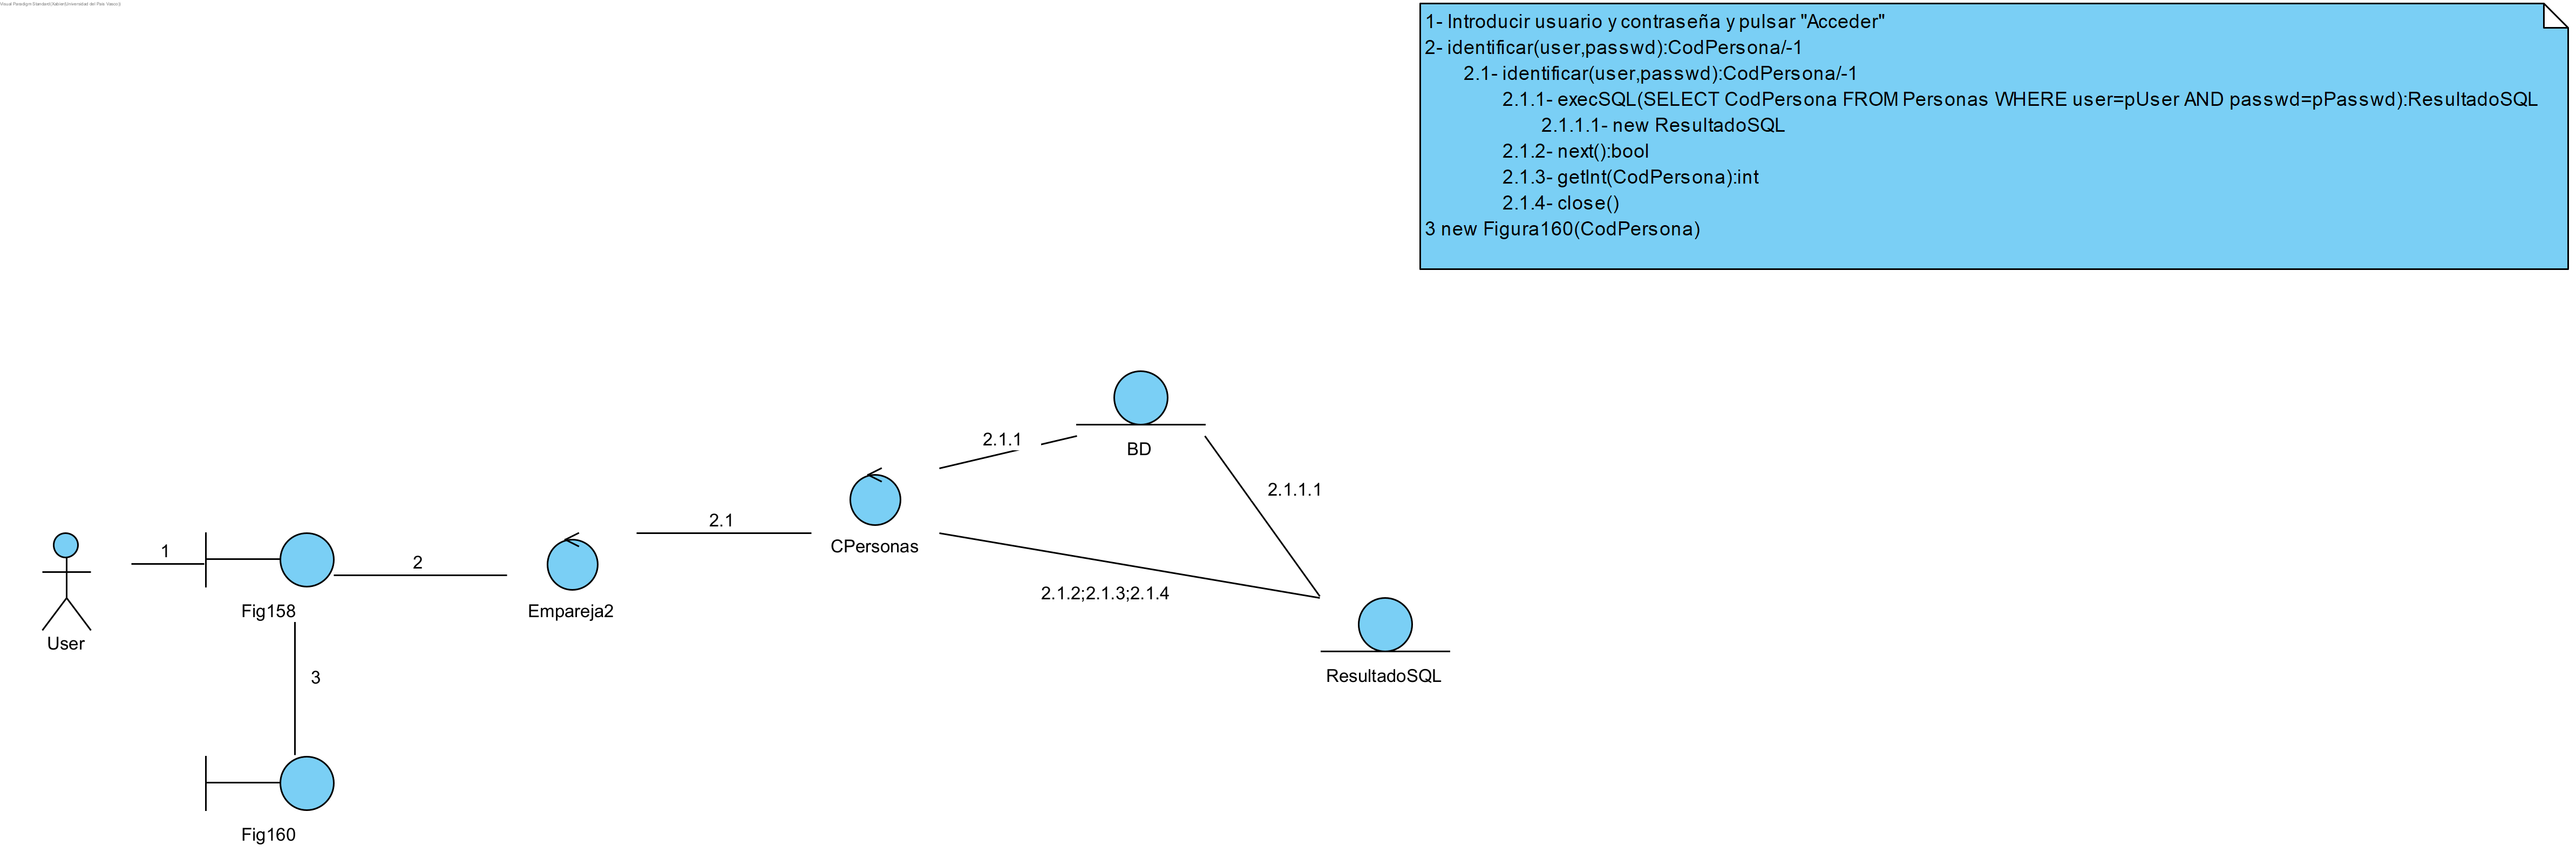 Visual Paradigm Standard(Universidad del Pais Vasco)
1- Introducir usuario y contraseña y pulsar "Acceder"
2- identificar(user,passwd):CodPersona/-1
2.1- identificar(user,passwd):CodPersona/-1
2.1.1- execSQL(SELECT CodPersona FROM Personas WHERE user=pUser AND passwd=pPasswd):ResultadoSQL
2.1.1.1- new ResultadoSQL
2.1.2- next():bool
2.1.3- getInt(CodPersona):int
2.1.4- close()
3 new Figura160(CodPersona)
2.1.1
BD
2.1.1.1
2.1
CPersonas
1
2
2.1.2;2.1.3;2.1.4
Fig158
Empareja2
User
3
ResultadoSQL
Fig160